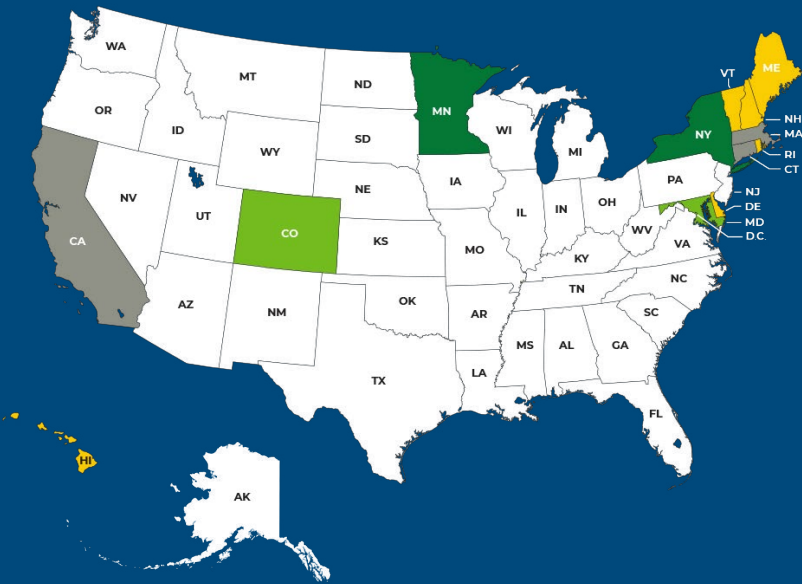 WA
MT
ND
MN
VT
ME
OR
ID
WY
SD
WI
MI
NY
NH
MA
RI
CT
NV
UT
CO
NE
IA
IL
IN
OH
PA
NJ
DE
MD
D.C.
CA
KS
MO
KY
WV
VA
AZ
NM
OK
AR
TN
NC
SC
TX
LA
MS
AL
GA
FL
HI
AK